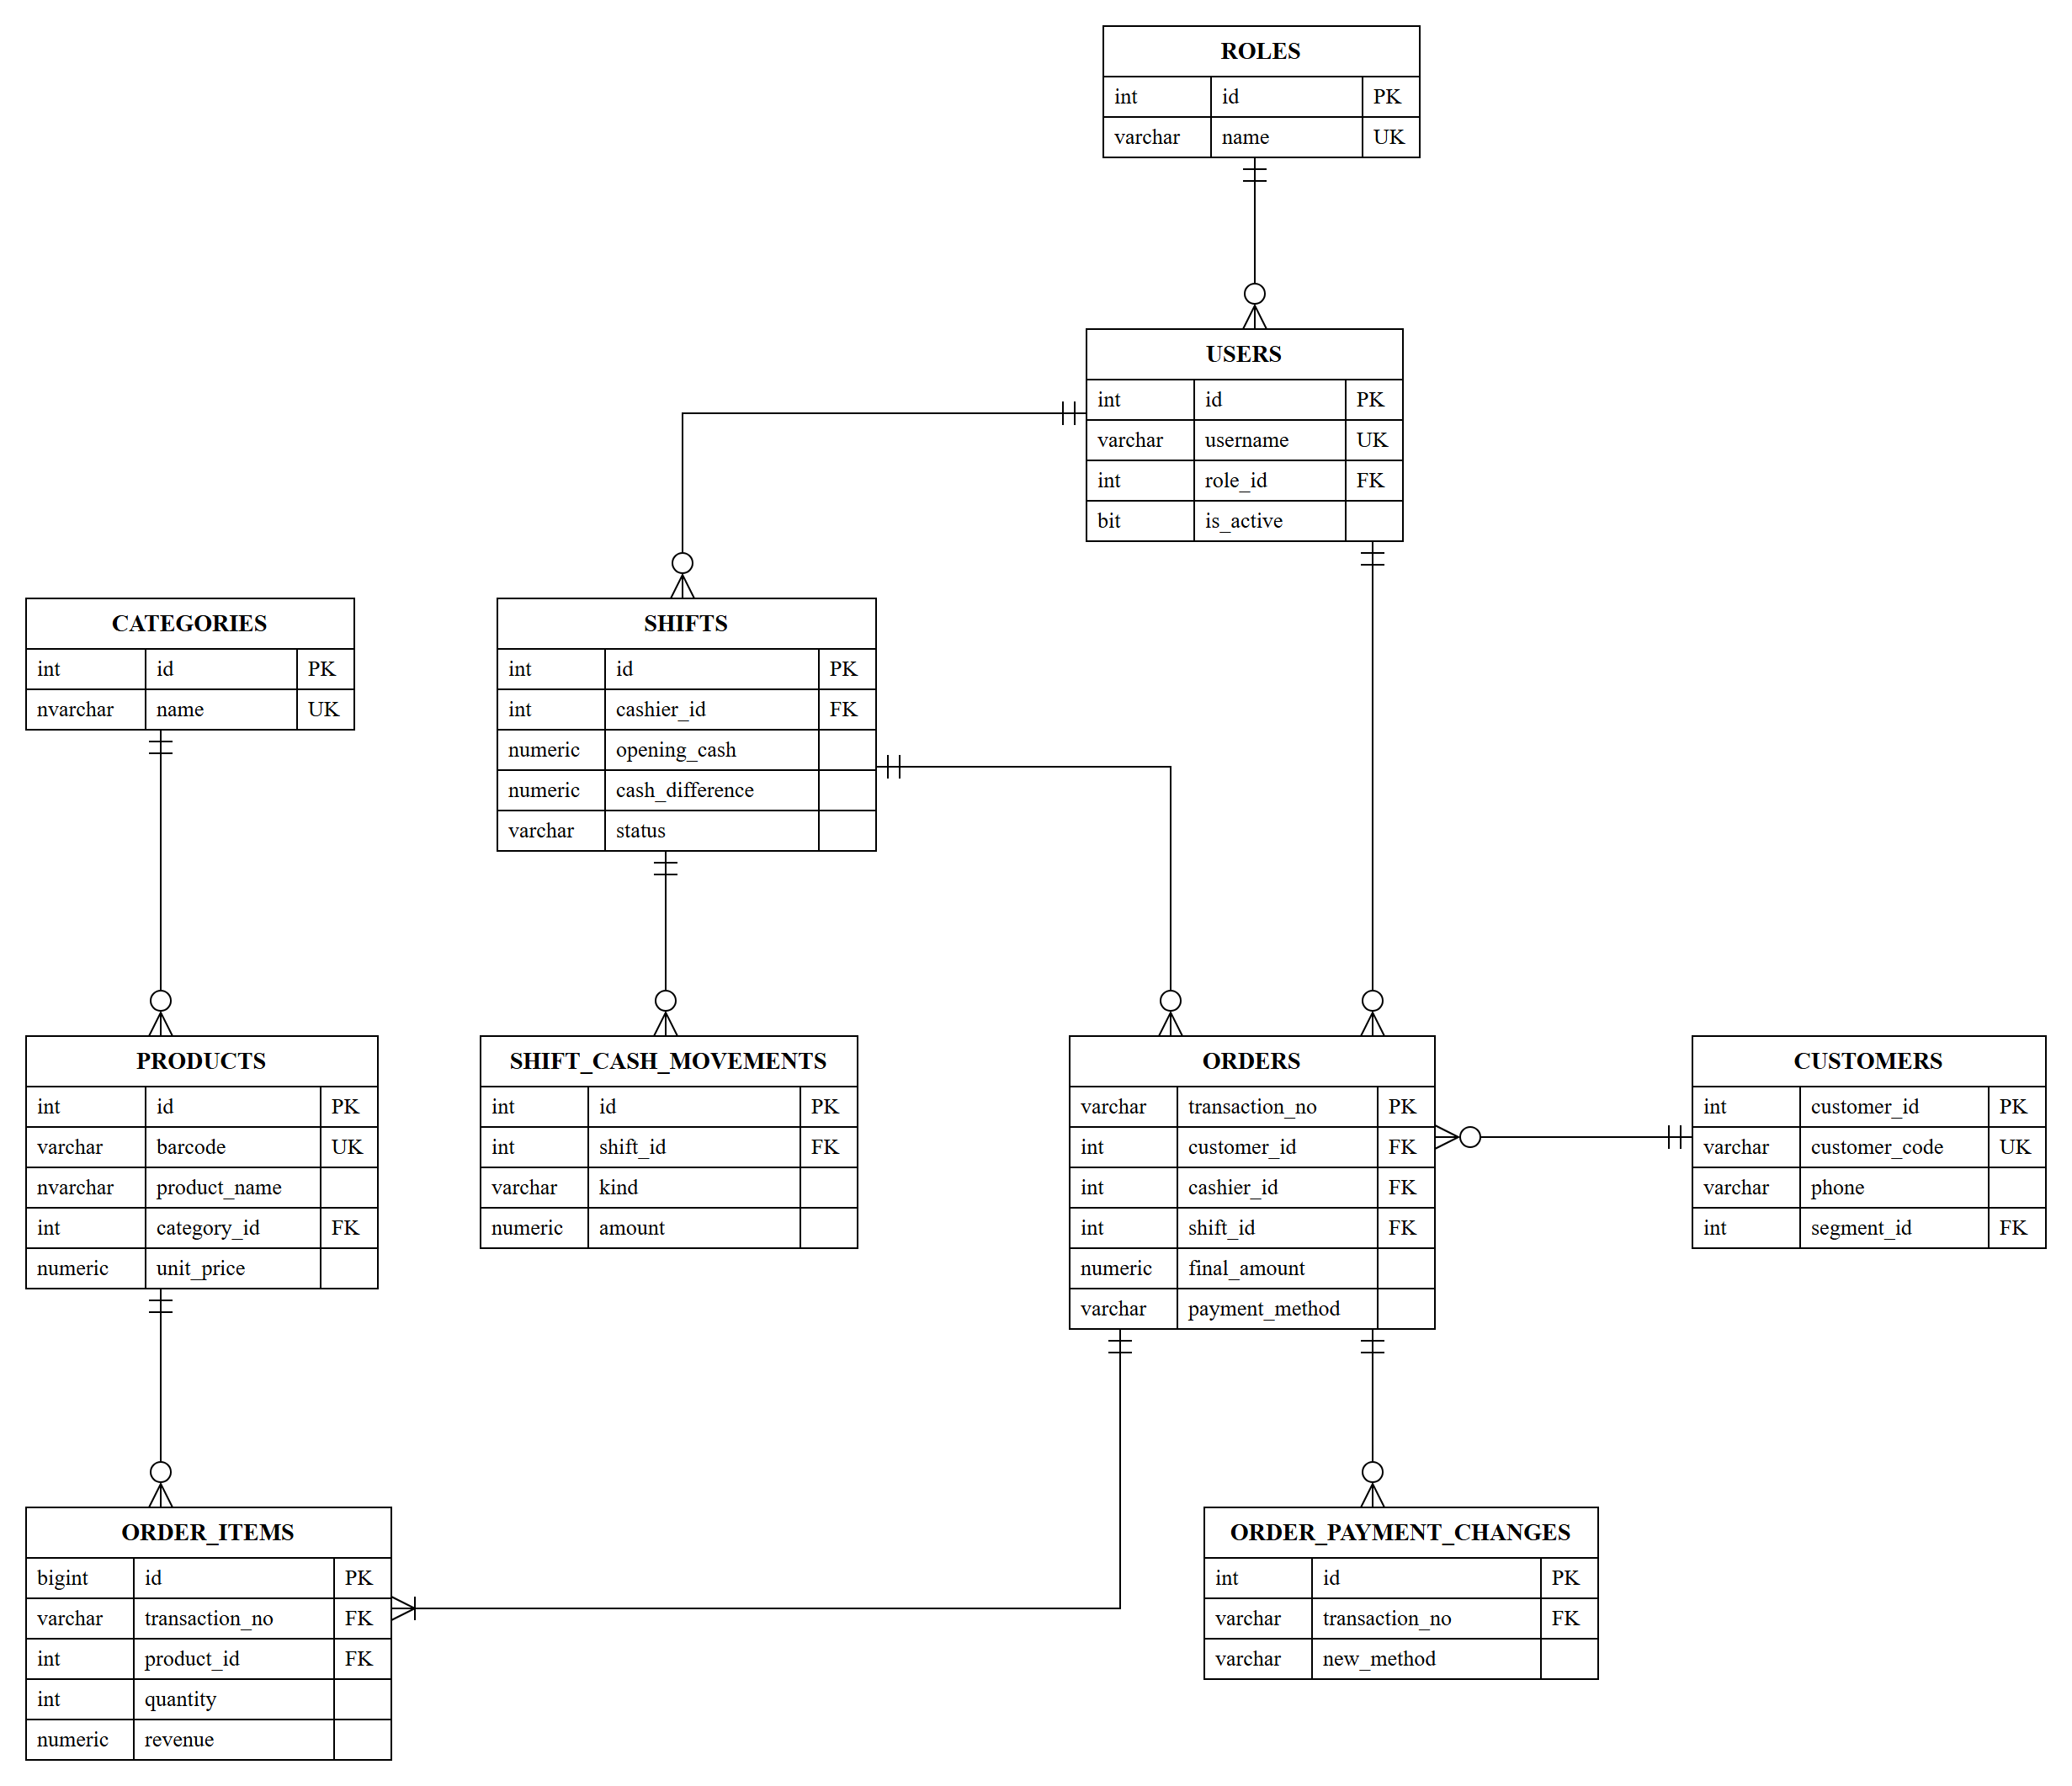 ROLES
int id PK
varchar name UK
USERS
int id PK
varchar username UK
int role_id FK
bit is_active
CATEGORIES
int id PK
nvarchar name UK
SHIFTS
int id PK
int cashier_id FK
numeric opening_cash
numeric cash_difference
varchar status
PRODUCTS
int id PK
varchar barcode UK
nvarchar product_name
int category_id FK
numeric unit_price
SHIFT_CASH_MOVEMENTS
int id PK
int shift_id FK
varchar kind
numeric amount
ORDERS
varchar transaction_no PK
int customer_id FK
int cashier_id FK
int shift_id FK
numeric final_amount
varchar payment_method
CUSTOMERS
int customer_id PK
varchar customer_code UK
varchar phone
int segment_id FK
ORDER_ITEMS
bigint id PK
varchar transaction_no FK
int product_id FK
int quantity
numeric revenue
ORDER_PAYMENT_CHANGES
int id PK
varchar transaction_no FK
varchar new_method